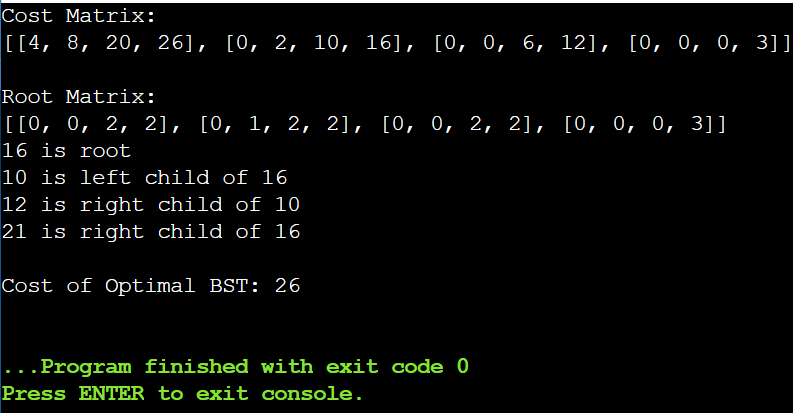 Cost Matrix:
[[4, 8, 20, 26], [0, 2, 10, 16], [0, 0, 6, 12], [0, 0, 0, 3]]
Root Matrix:
[[0, 0, 2, 2], [0, 1, 2, 2], [0, 0, 2, 2], [0, 0, 0, 3]]
16 is root
10 is left child of 16
12 is right child of 10
21 is right child of 16
Cost of Optimal BST: 26
...Program finished with exit code 0
Press ENTER to exit console.